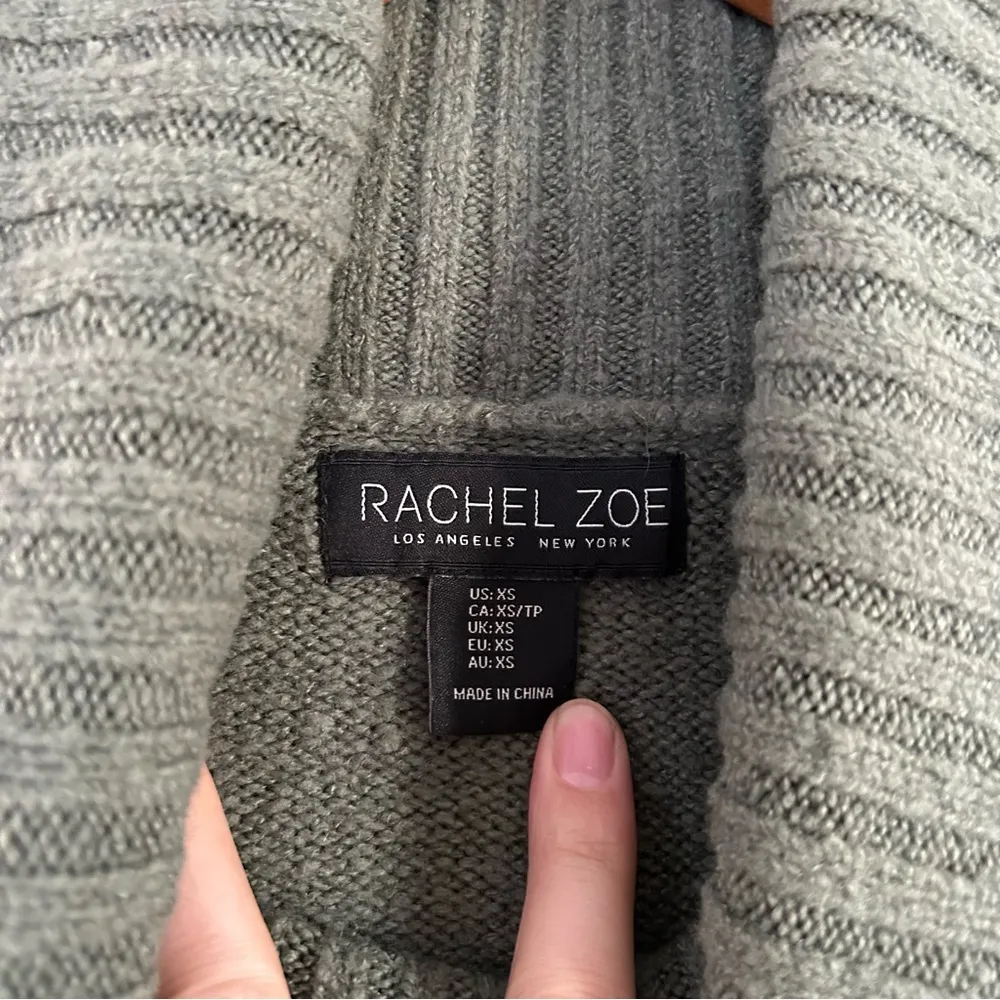 RACHEL ZOE
LOS ANGELES NEW YORK
US: XS
CA: XS/TP
UK: XS
EU: XS
AU: XS
MADE IN CHINA